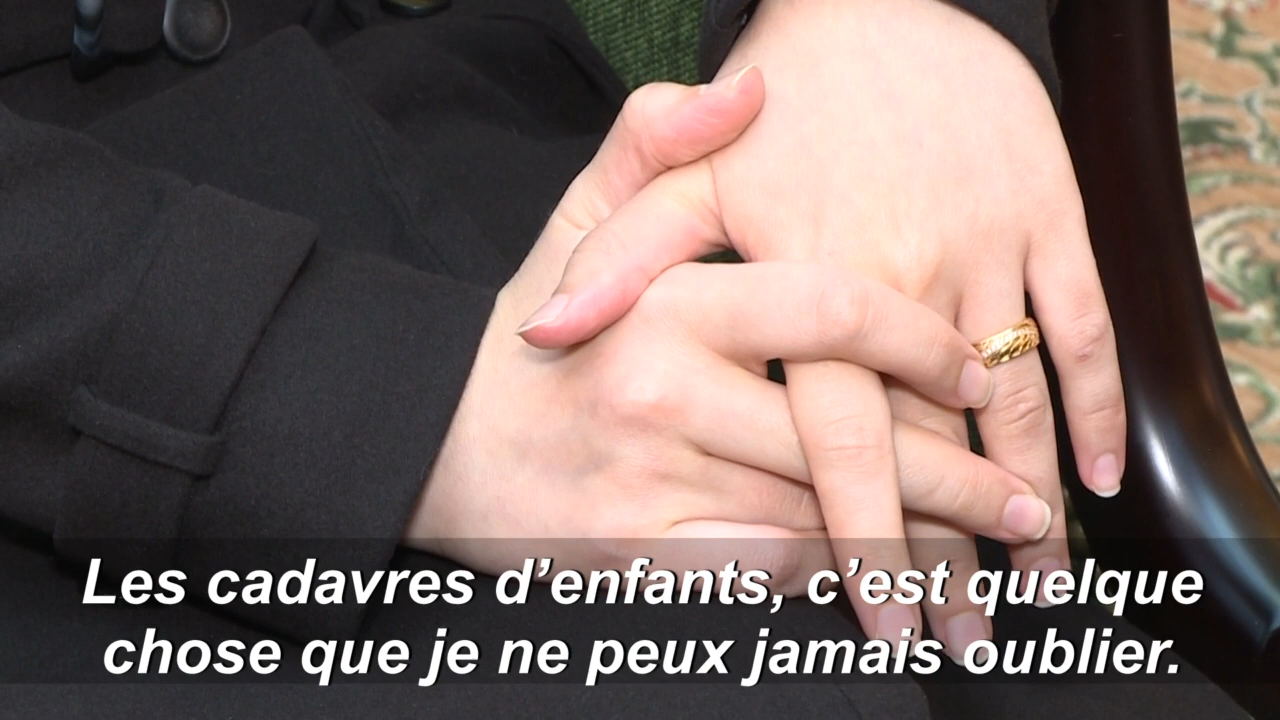 Les cadavres d’enfants, c’est quelque
chose que je ne peux jamais oublier.